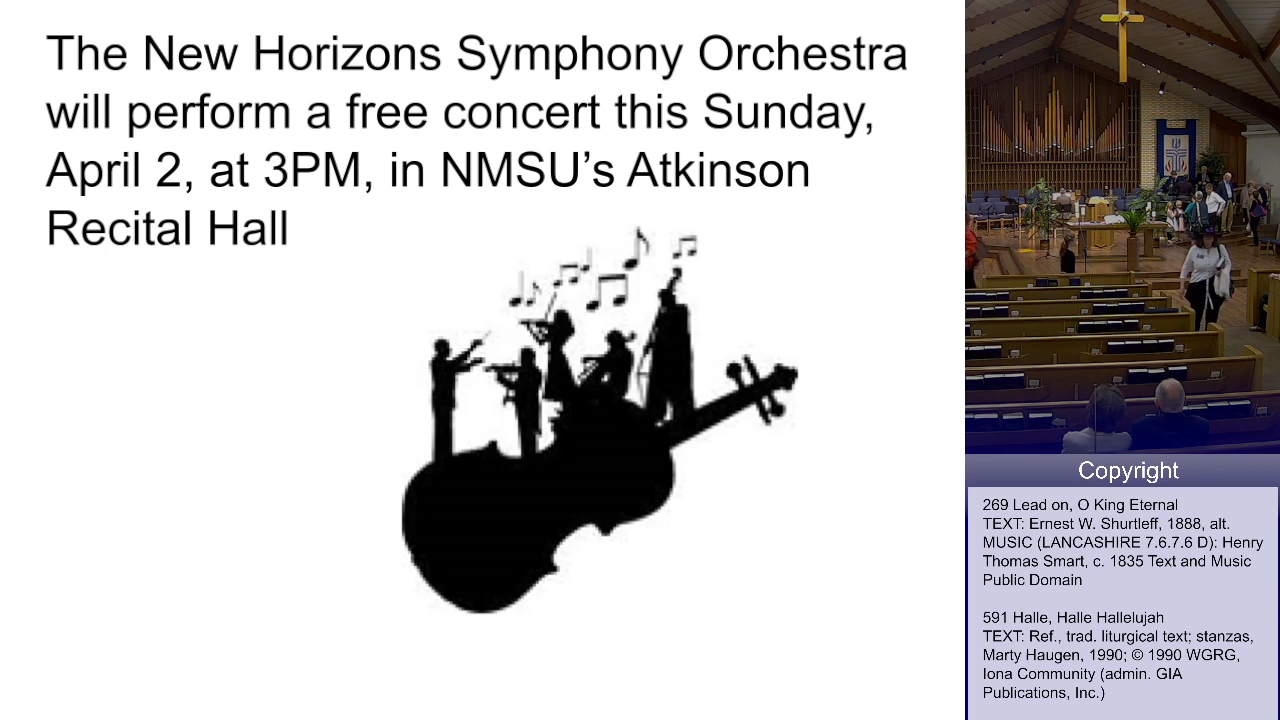 The New Horizons Symphony Orchestra
will perform a free concert this Sunday,
April 2, at 3PM, in NMSU’s Atkinson
Recital Hall
Copyright
269 Lead on, O King Eternal
TEXT: Ernest W. Shurtleff, 1888, alt.
MUSIC (LANCASHIRE 7.6.7.6 D): Henry
Thomas Smart, c. 1835 Text and Music
Public Domain
591 Halle, Halle Hallelujah
TEXT: Ref., trad. liturgical text; stanzas,
Marty Haugen, 1990; © 1990 WGRG,
Iona Community (admin. GIA
Publications, Inc.)